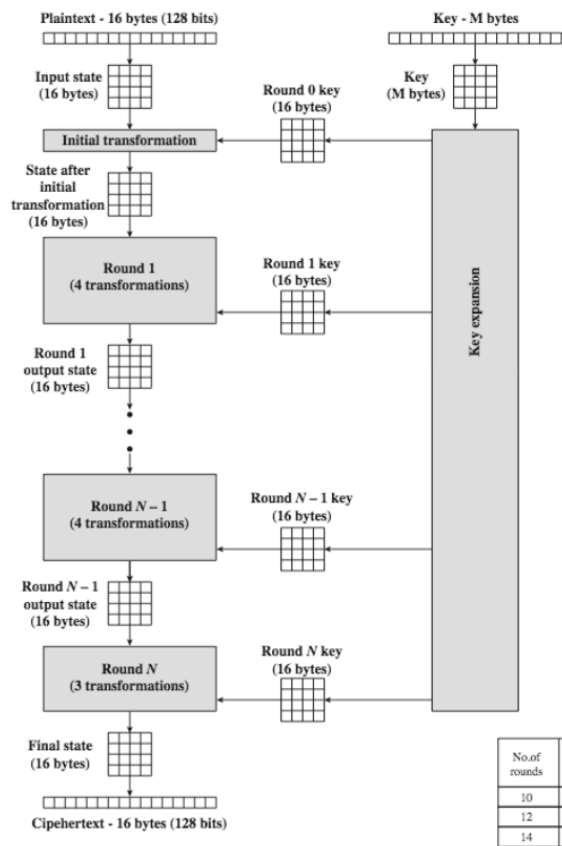 Plaintext - 16 bytes (128 bits)
Key - M bytes
Input state
(16 bytes)
Key
(M bytes)
Round 0 key
(16 bytes)
Initial transformation
State after
initial
transformation
(16 bytes)
Round 1
(4 transformations)
Round 1 key
(16 bytes)
Key expansion
Round 1
output state
(16 bytes)
Round N – 1
(4 transformations)
Round N – 1 key
(16 bytes)
Round N – 1
output state
(16 bytes)
Round N
(3 transformations)
Round N key
(16 bytes)
Final state
(16 bytes)
Cipehertext - 16 bytes (128 bits)
No.of
rounds
10
12
14